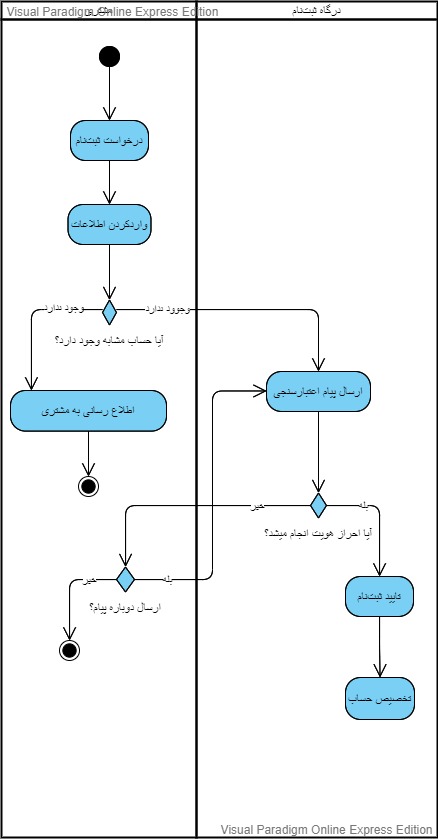 Visual Paradigm Online Express Edition
مشتری
درگاه ثبت‌نام
درخواست ثبت‌نام
واردکردن اطلاعات
وجود ندارد
وجوود ندارد
آیا حساب مشابه وجود دارد؟
ارسال پیام اعتبارسنجی
اطلاع رسانی به مشتری
خیر
بله
آیا احراز هویت انجام میشد؟
خیر
بله
ارسال دوباره پیام؟
تایید ثبت‌نام
تخصیص حساب
Visual Paradigm Online Express Edition